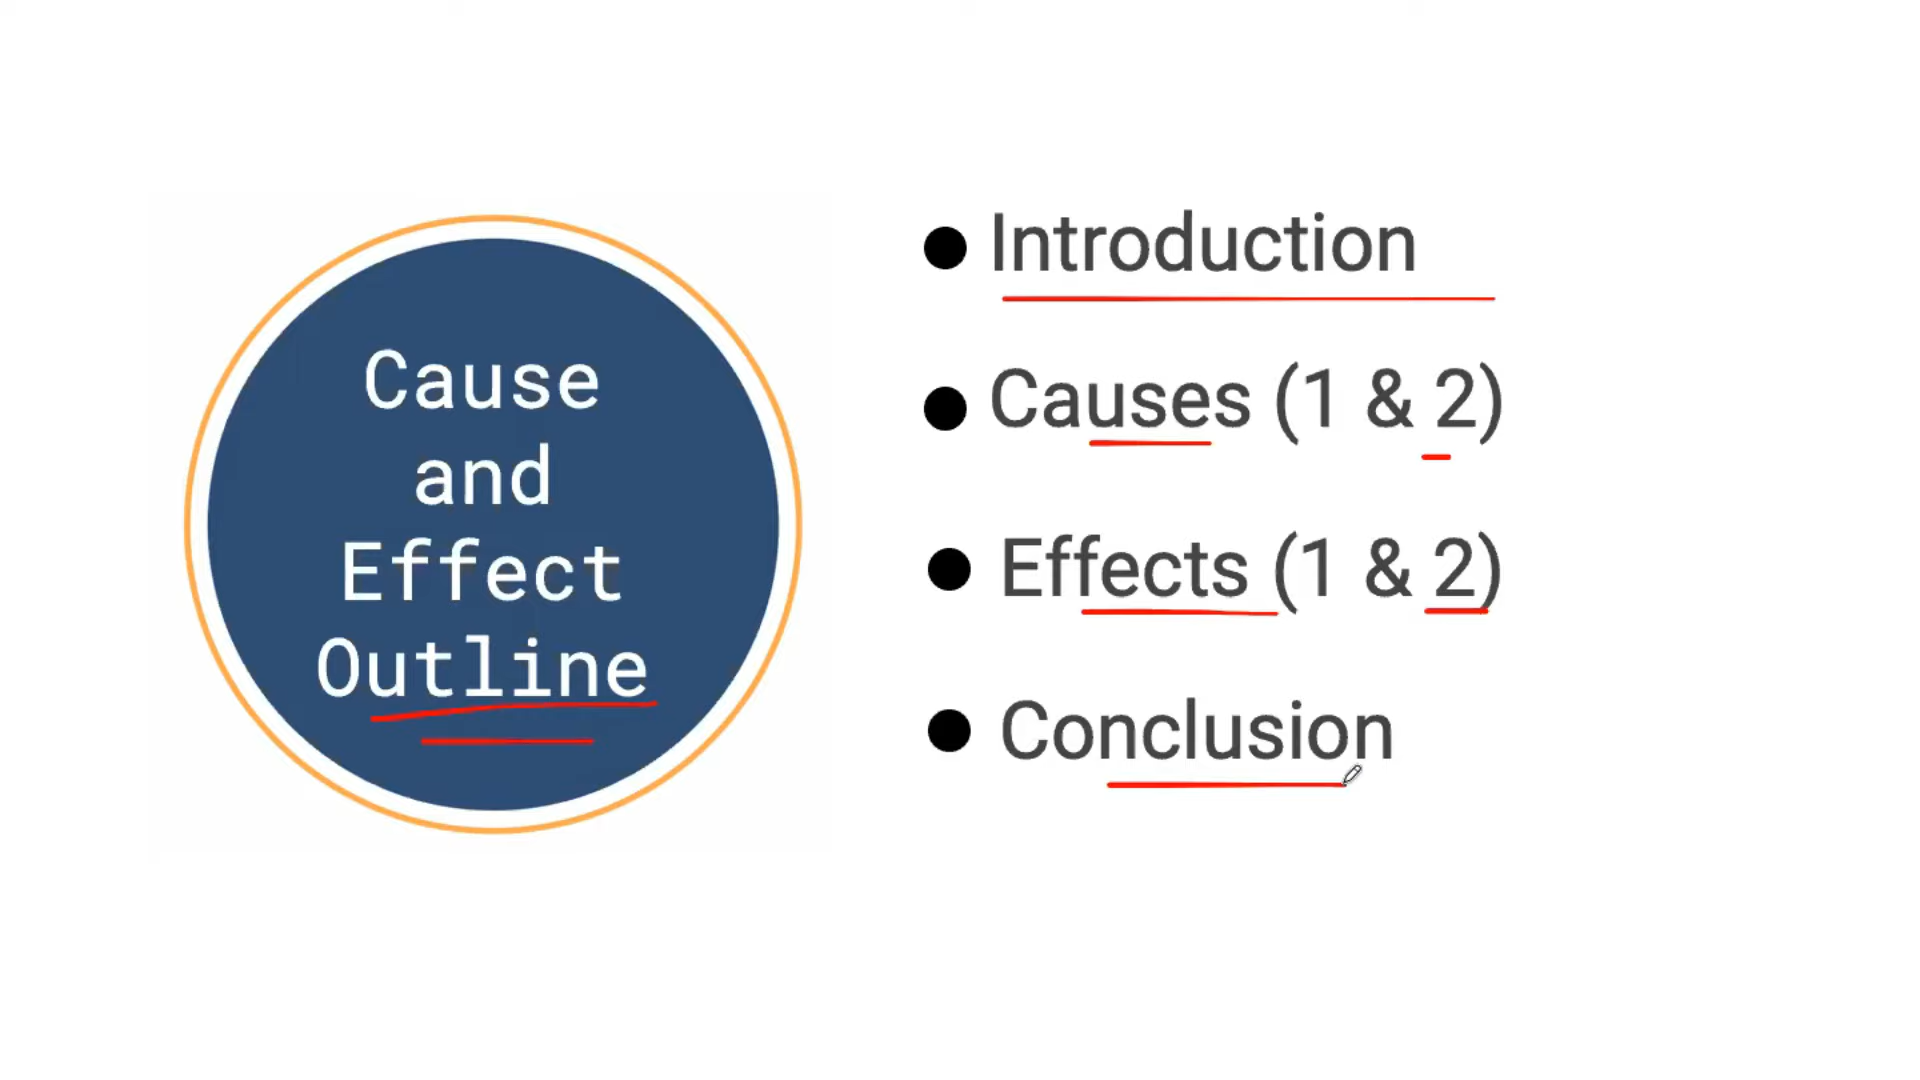 Cause
and
Effect
Outline
● Introduction
● Causes (1 & 2)
● Effects (1 & 2)
● Conclusion